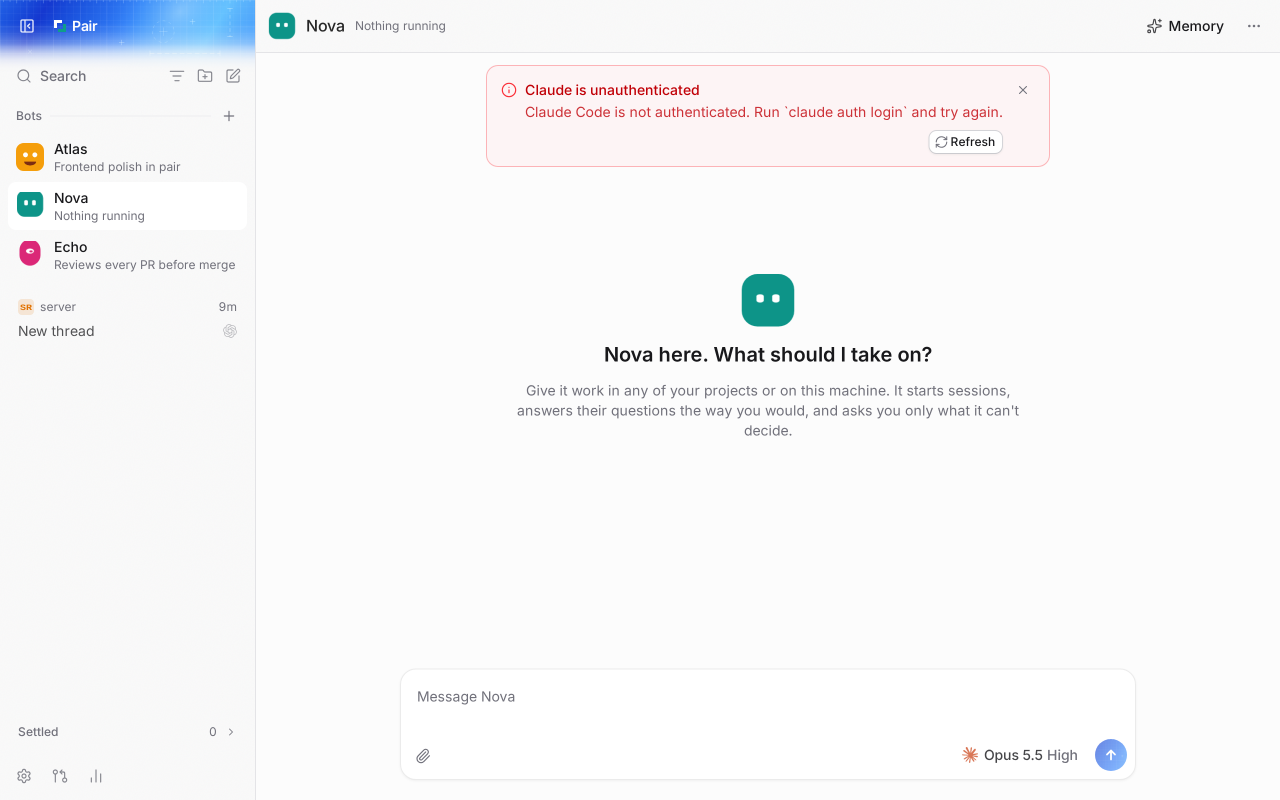 Pair
Search
Bots
Atlas
Frontend polish in pair
Nova
Nothing running
Echo
Reviews every PR before merge
SR server 9m
New thread
Settled 0
Nova Nothing running
Memory
Claude is unauthenticated
Claude Code is not authenticated. Run `claude auth login` and try again.
Refresh
Nova here. What should I take on?
Give it work in any of your projects or on this machine. It starts sessions,
answers their questions the way you would, and asks you only what it can't
decide.
Message Nova
Opus 5.5 High